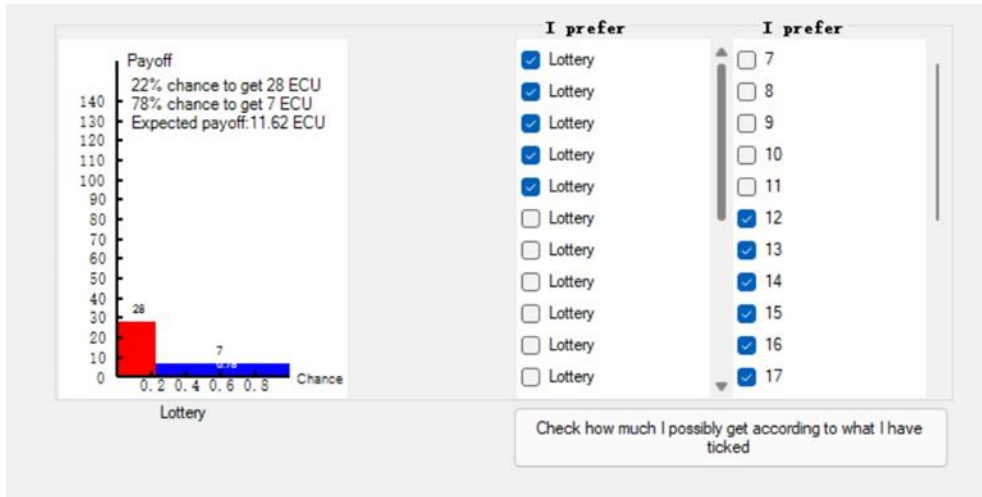 I prefer
I prefer
Payoff
22% chance to get 28 ECU
78% chance to get 7 ECU
Expected payoff:11.62 ECU
140
130
120
110
100
90
80
70
60
50
40
30
20
10
0
28
7
0.78
0.2 0.4 0.6 0.8
Chance
Lottery
Lottery
Lottery
Lottery
Lottery
Lottery
Lottery
Lottery
Lottery
Lottery
Lottery
Lottery
7
8
9
10
11
12
13
14
15
16
17
Check how much I possibly get according to what I have
ticked